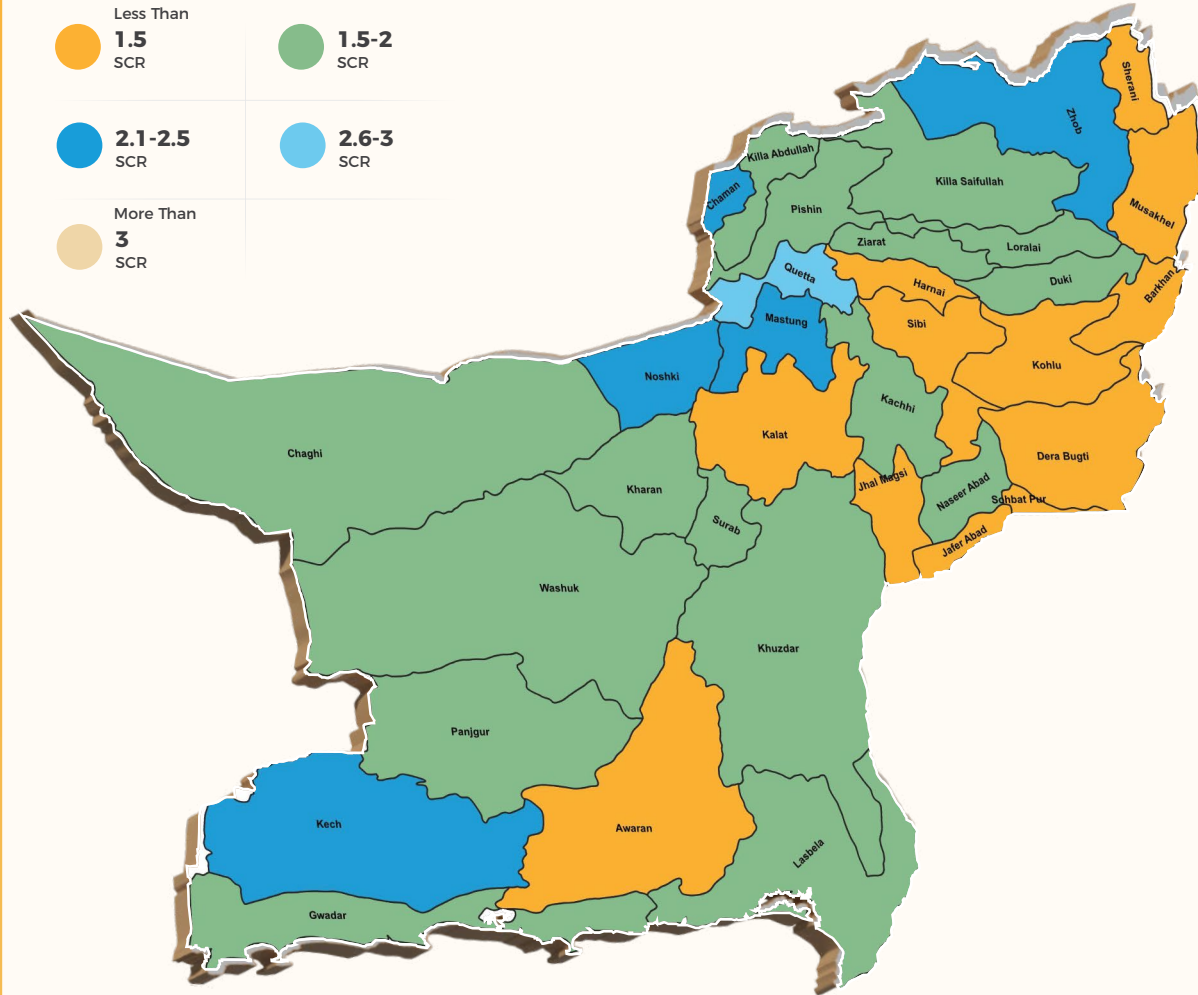 Less Than
1.5
SCR
1.5-2
SCR
2.1-2.5
SCR
2.6-3
SCR
More Than
3
SCR
Sherani
Zhob
Killa Abdullah
Chaman
Killa Saifullah
Pishin
Musakhel
Ziarat
Loralai
Quetta
Duki
Harnai
Barkhan
Mastung
Sibi
Noshki
Kohlu
Kachhi
Kalat
Chaghi
Dera Bugti
Jhal Magsi
Kharan
Naseer Abad
Sohbat Pur
Surab
Jafer Abad
Washuk
Khuzdar
Panjgur
Kech
Awaran
Lasbela
Gwadar